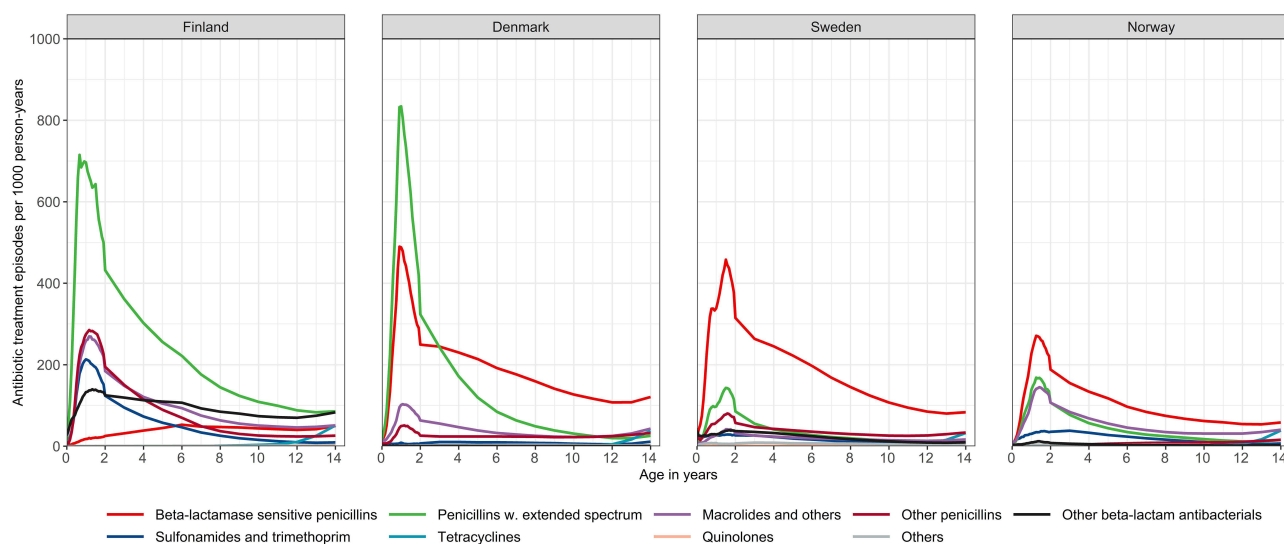 Finland Denmark Sweden Norway
Antibiotic treatment episodes per 1000 person-years
1000
800
600
400
200
0
0 2 4 6 8 10 12 14 0 2 4 6 8 10 12 14 0 2 4 6 8 10 12 14 0 2 4 6 8 10 12 14
Age in years
Beta-lactamase sensitive penicillins Penicillins w. extended spectrum Macrolides and others Other penicillins Other beta-lactam antibacterials
Sulfonamides and trimethoprim Tetracyclines Quinolones Others